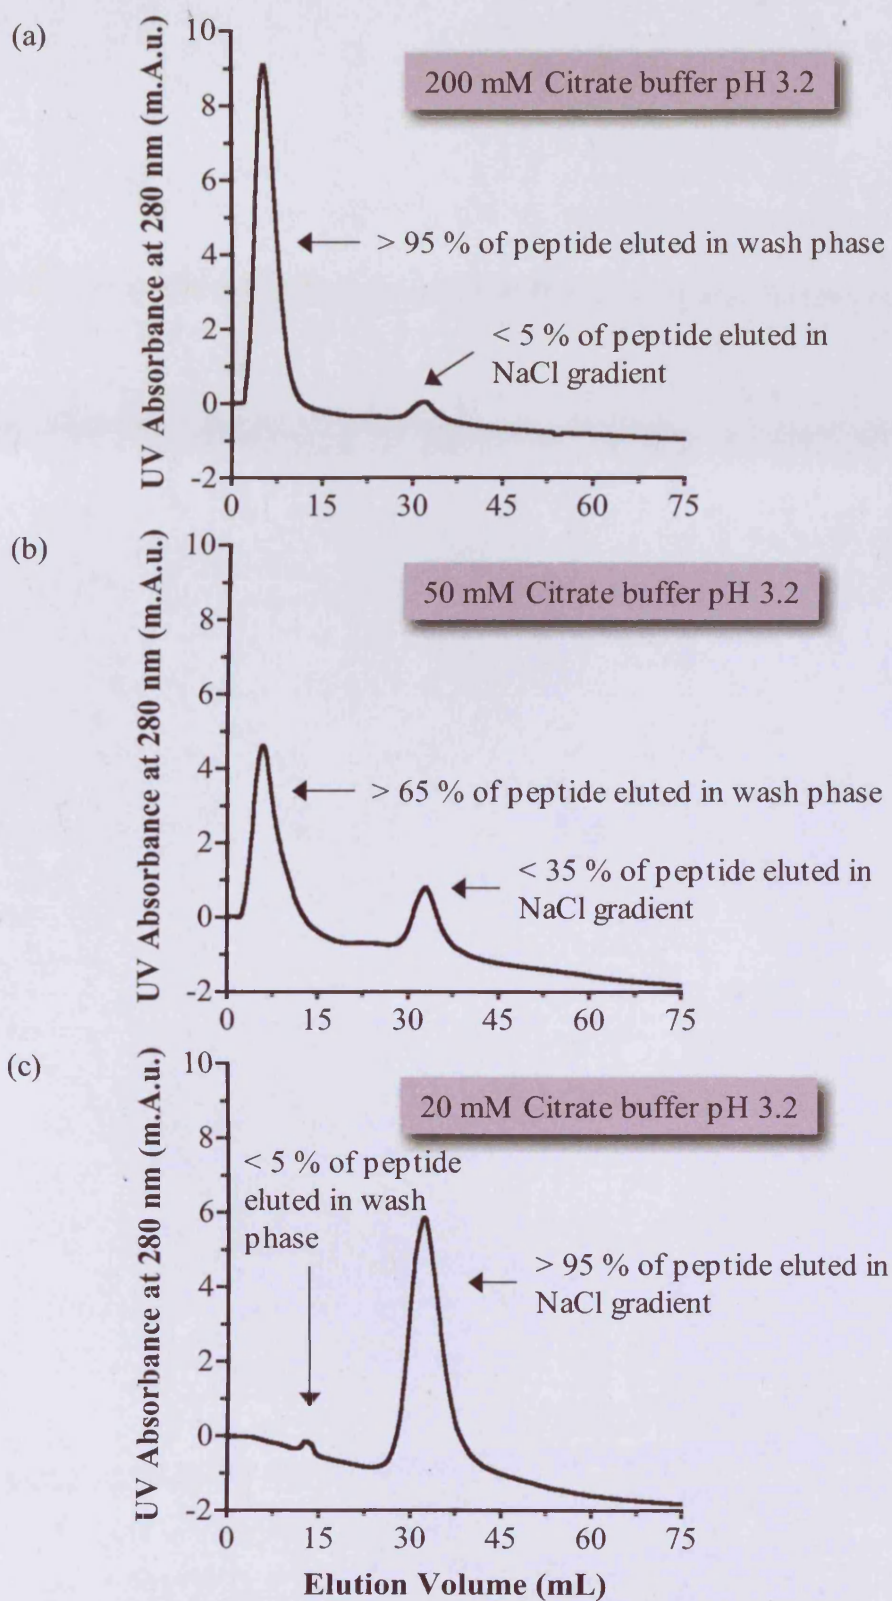 (a)
UV Absorbance at 280 nm (m.A.u.)
10
8
6
4
2
0
-2
200 mM Citrate buffer pH 3.2
> 95 % of peptide eluted in wash phase
< 5 % of peptide eluted in
NaCl gradient
0 15 30 45 60 75
(b)
UV Absorbance at 280 nm (m.A.u.)
10
8
6
4
2
0
-2
50 mM Citrate buffer pH 3.2
> 65 % of peptide eluted in wash phase
< 35 % of peptide eluted in
NaCl gradient
0 15 30 45 60 75
(c)
UV Absorbance at 280 nm (m.A.u.)
10
8
6
4
2
0
-2
20 mM Citrate buffer pH 3.2
< 5 % of peptide
eluted in wash
phase
> 95 % of peptide eluted in
NaCl gradient
0 15 30 45 60 75
Elution Volume (mL)